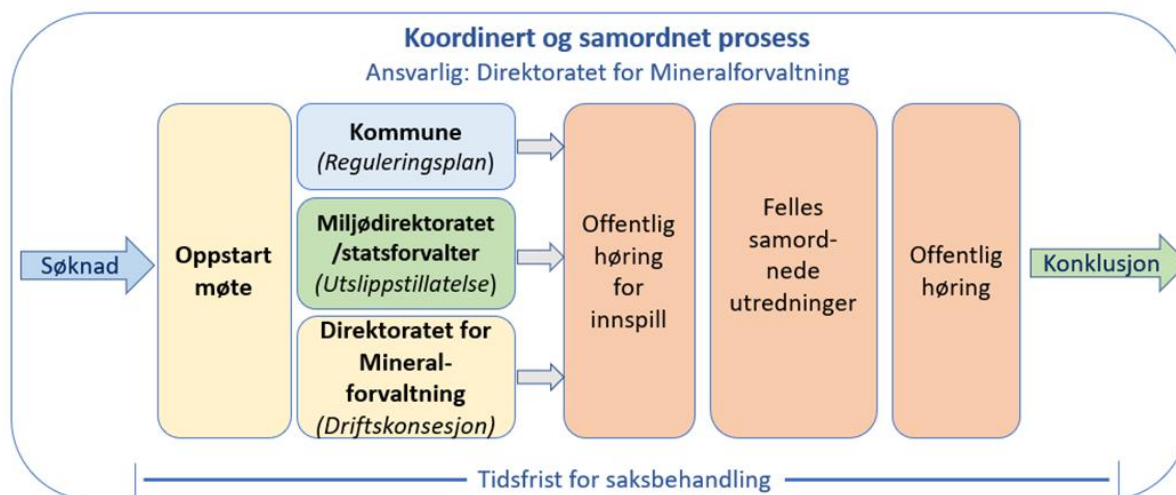 Koordinert og samordnet prosess
Ansvarlig: Direktoratet for Mineralforvaltning
Søknad
Oppstart
møte
Kommune
(Reguleringsplan)
Miljødirektoratet
/statsforvalter
(Utslippstillatelse)
Direktoratet for
Mineral-
forvaltning
(Driftskonsesjon)
Offentlig
høring
for
innspill
Felles
samord-
nede
utredninger
Offentlig
høring
Konklusjon
Tidsfrist for saksbehandling